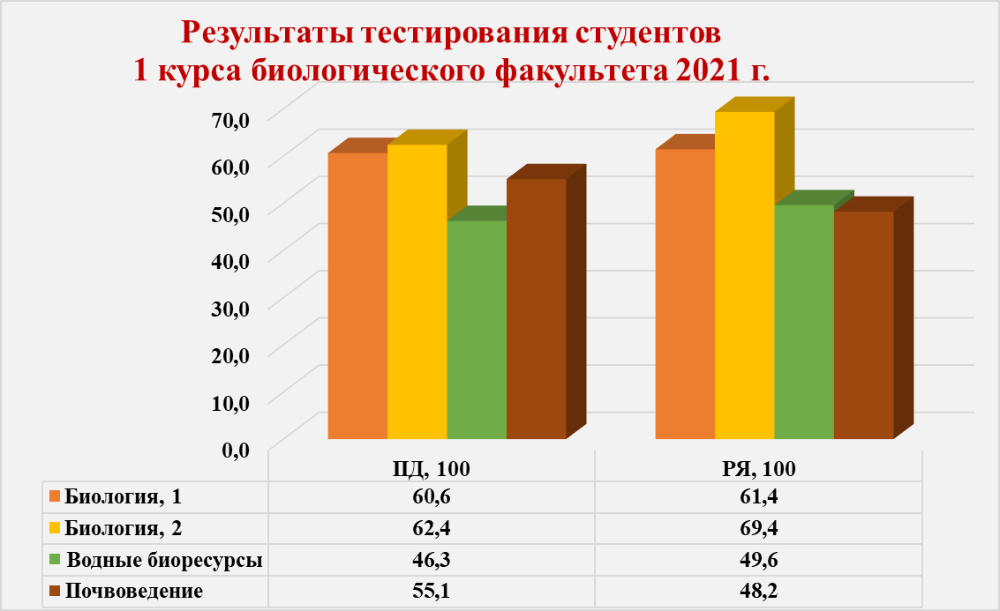 Результаты тестирования студентов
1 курса биологического факультета 2021 г.
70,0
60,0
50,0
40,0
30,0
20,0
10,0
0,0
ПД, 100 РЯ, 100
Биология, 1 60,6 61,4
Биология, 2 62,4 69,4
Водные биоресурсы 46,3 49,6
Почвоведение 55,1 48,2